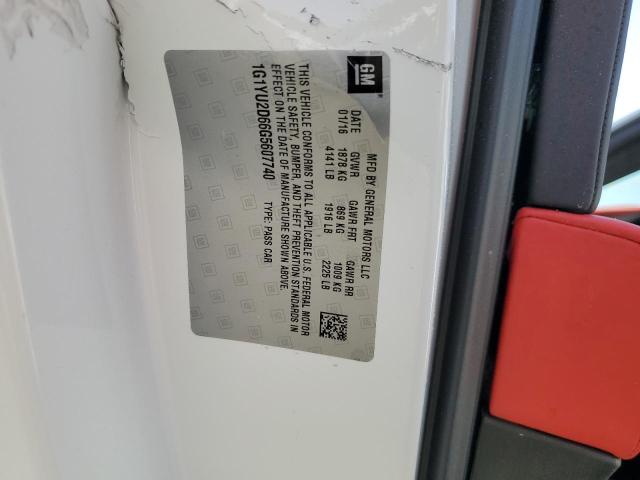 GM
MFD BY GENERAL MOTORS LLC
DATE GVWR GAWR FRT GAWR RR
01/16 1878 KG 869 KG 1009 KG
4141 LB 1916 LB 2225 LB
THIS VEHICLE CONFORMS TO ALL APPLICABLE U.S. FEDERAL MOTOR
VEHICLE SAFETY, BUMPER, AND THEFT PREVENTION STANDARDS IN
EFFECT ON THE DATE OF MANUFACTURE SHOWN ABOVE.
1G1YU2D66G5607740 TYPE: PASS CAR